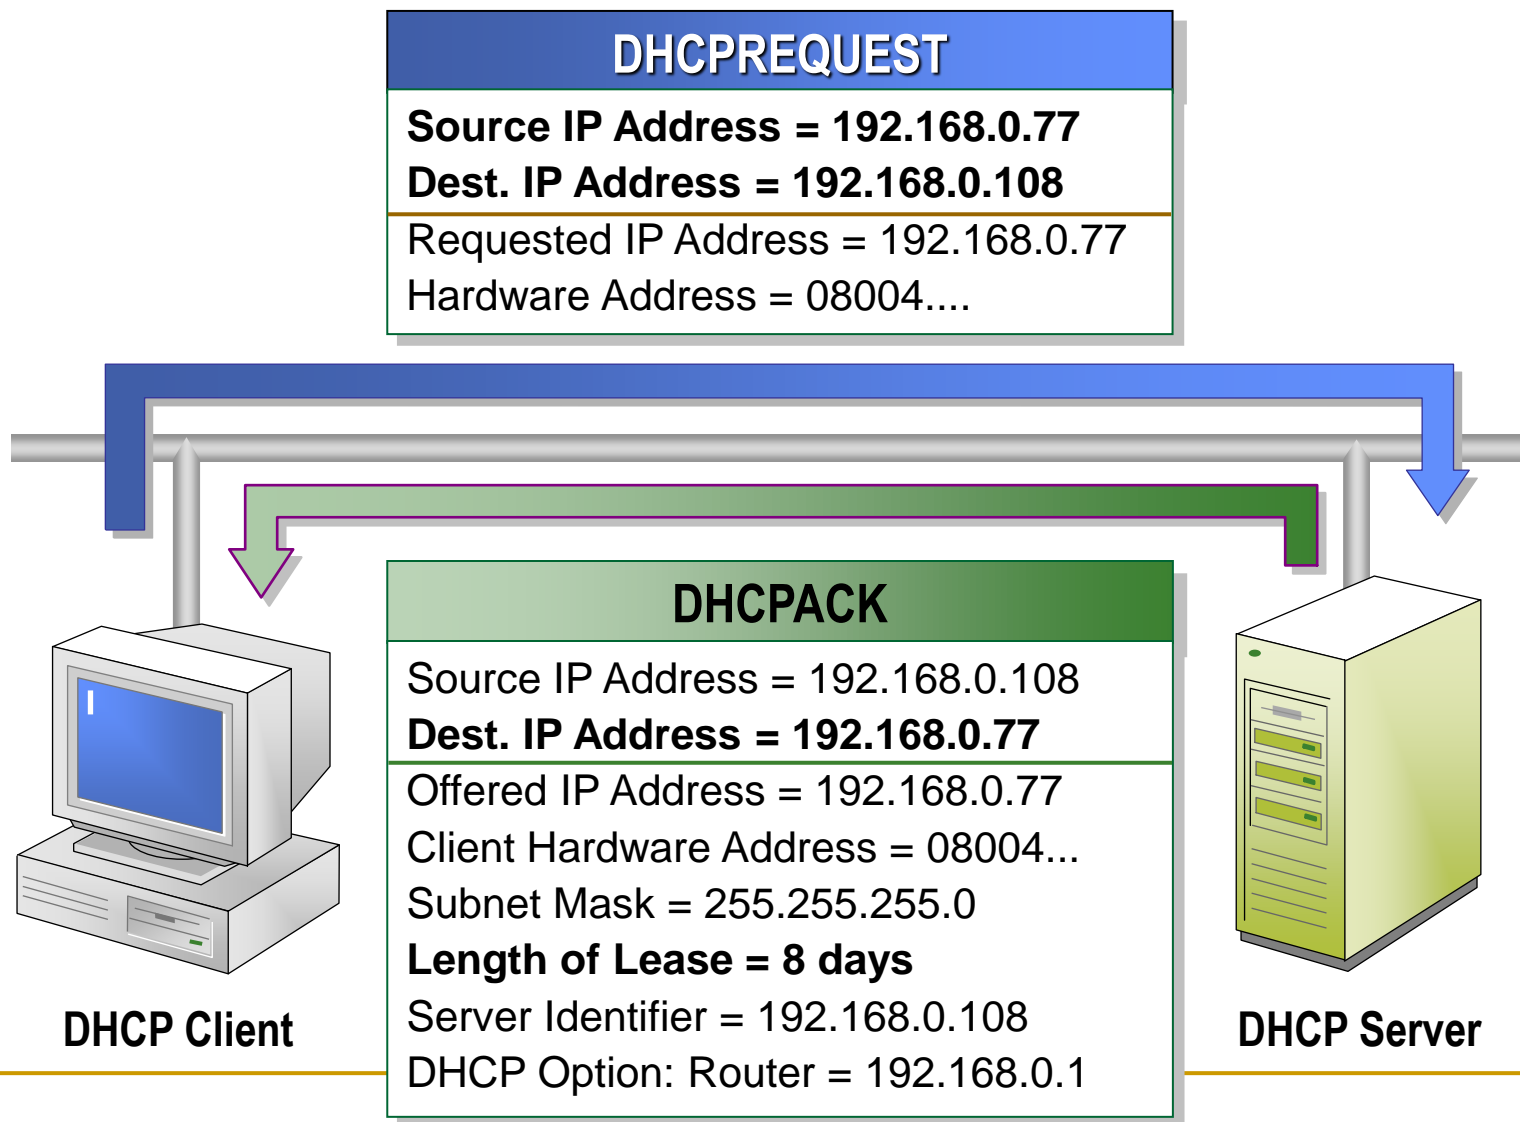 DHCPREQUEST
Source IP Address = 192.168.0.77
Dest. IP Address = 192.168.0.108
Requested IP Address = 192.168.0.77
Hardware Address = 08004....
DHCPACK
Source IP Address = 192.168.0.108
Dest. IP Address = 192.168.0.77
Offered IP Address = 192.168.0.77
Client Hardware Address = 08004...
Subnet Mask = 255.255.255.0
Length of Lease = 8 days
Server Identifier = 192.168.0.108
DHCP Option: Router = 192.168.0.1
DHCP Client
DHCP Server